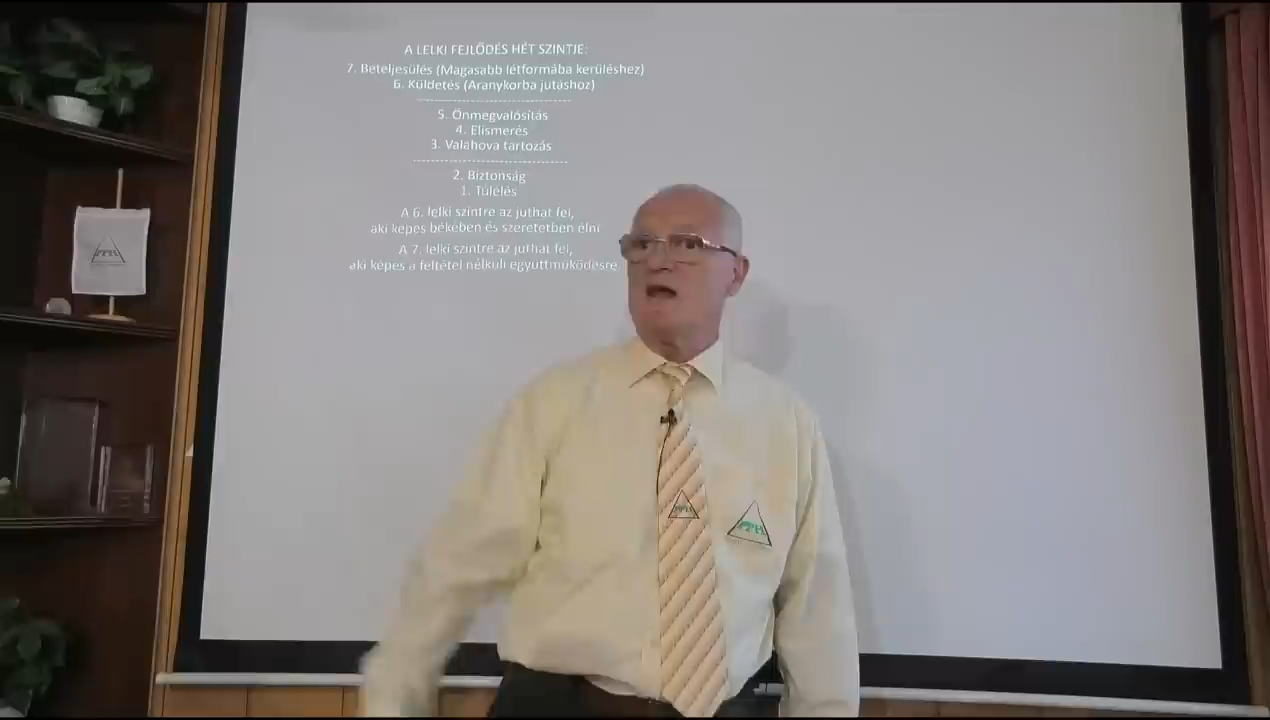 A LELKI FEJLŐDÉS HÉT SZINTJE:
7. Beteljesülés (Magasabb létformába kerüléshez)
6. Küldetés (Aranykorba jutáshoz)
5. Önmegvalósítás
4. Elismerés
3. Valahova tartozás
2. Biztonság
1. Túlélés
A 6. lelki szintre az juthat fel,
aki képes békében és szeretetben élni
A 7. lelki szintre az juthat fel,
aki képes a feltétel nélküli együttműködésre